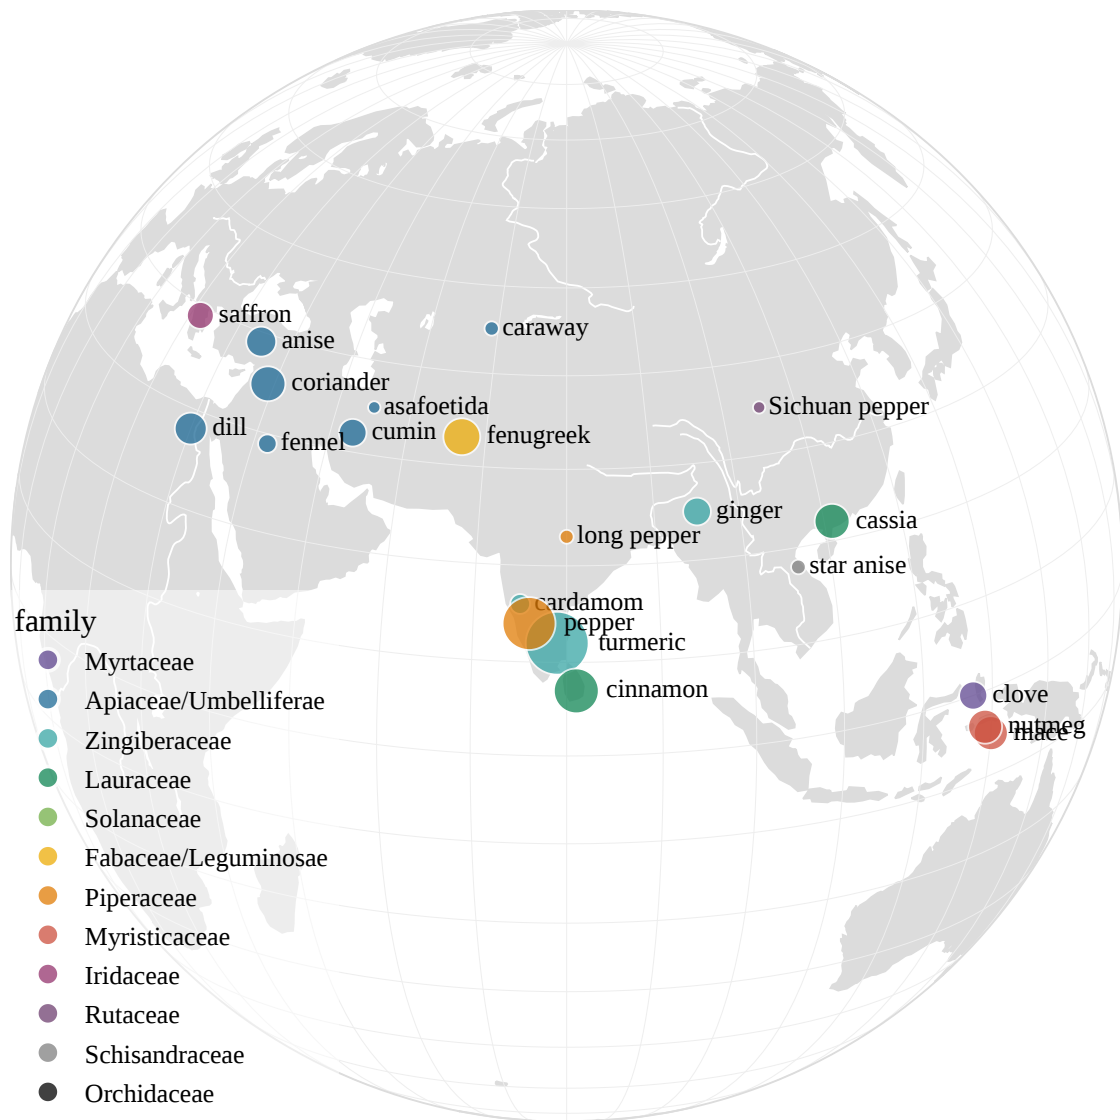 saffron
caraway
anise
coriander
asafoetida
Sichuan pepper
dill
cumin
fenugreek
fennel
ginger
cassia
long pepper
star anise
cardamom
pepper
turmeric
cinnamon
clove
nutmeg
mace
family
Myrtaceae
Apiaceae/Umbelliferae
Zingiberaceae
Lauraceae
Solanaceae
Fabaceae/Leguminosae
Piperaceae
Myristicaceae
Iridaceae
Rutaceae
Schisandraceae
Orchidaceae